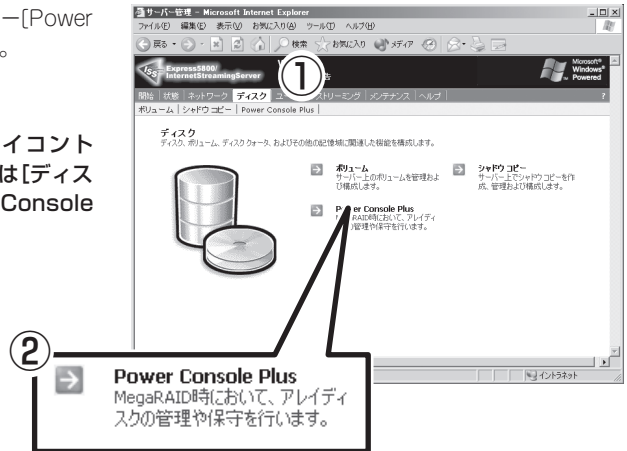 ー[Power
。
イコント
は[ディス
Console
サーバー管理 - Microsoft Internet Explorer
ファイル(F) 編集(E) 表示(V) お気に入り(A) ツール(T) ヘルプ(H)
戻る 検索 お気に入り メディア
Express5800/
InternetStreamingServer
Microsoft®
Windows®
Powered
①
開始 | 状態 | ネットワーク | ディスク ストリーミング | メンテナンス | ヘルプ | ?
ボリューム | シャドウ コピー | Power Console Plus |
ディスク
ディスク、ボリューム、ディスク クォータ、およびその他の記憶域に関連した機能を構成します。
ボリューム
サーバー上のボリュームを管理およ
び構成します。
シャドウ コピー
サーバー上でシャドウ コピーを作
成、管理および構成します。
er Console Plus
RAID時において、アレイディ
管理や保守を行います。
②
Power Console Plus
MegaRAID時において、アレイディ
スクの管理や保守を行います。
イントラネット